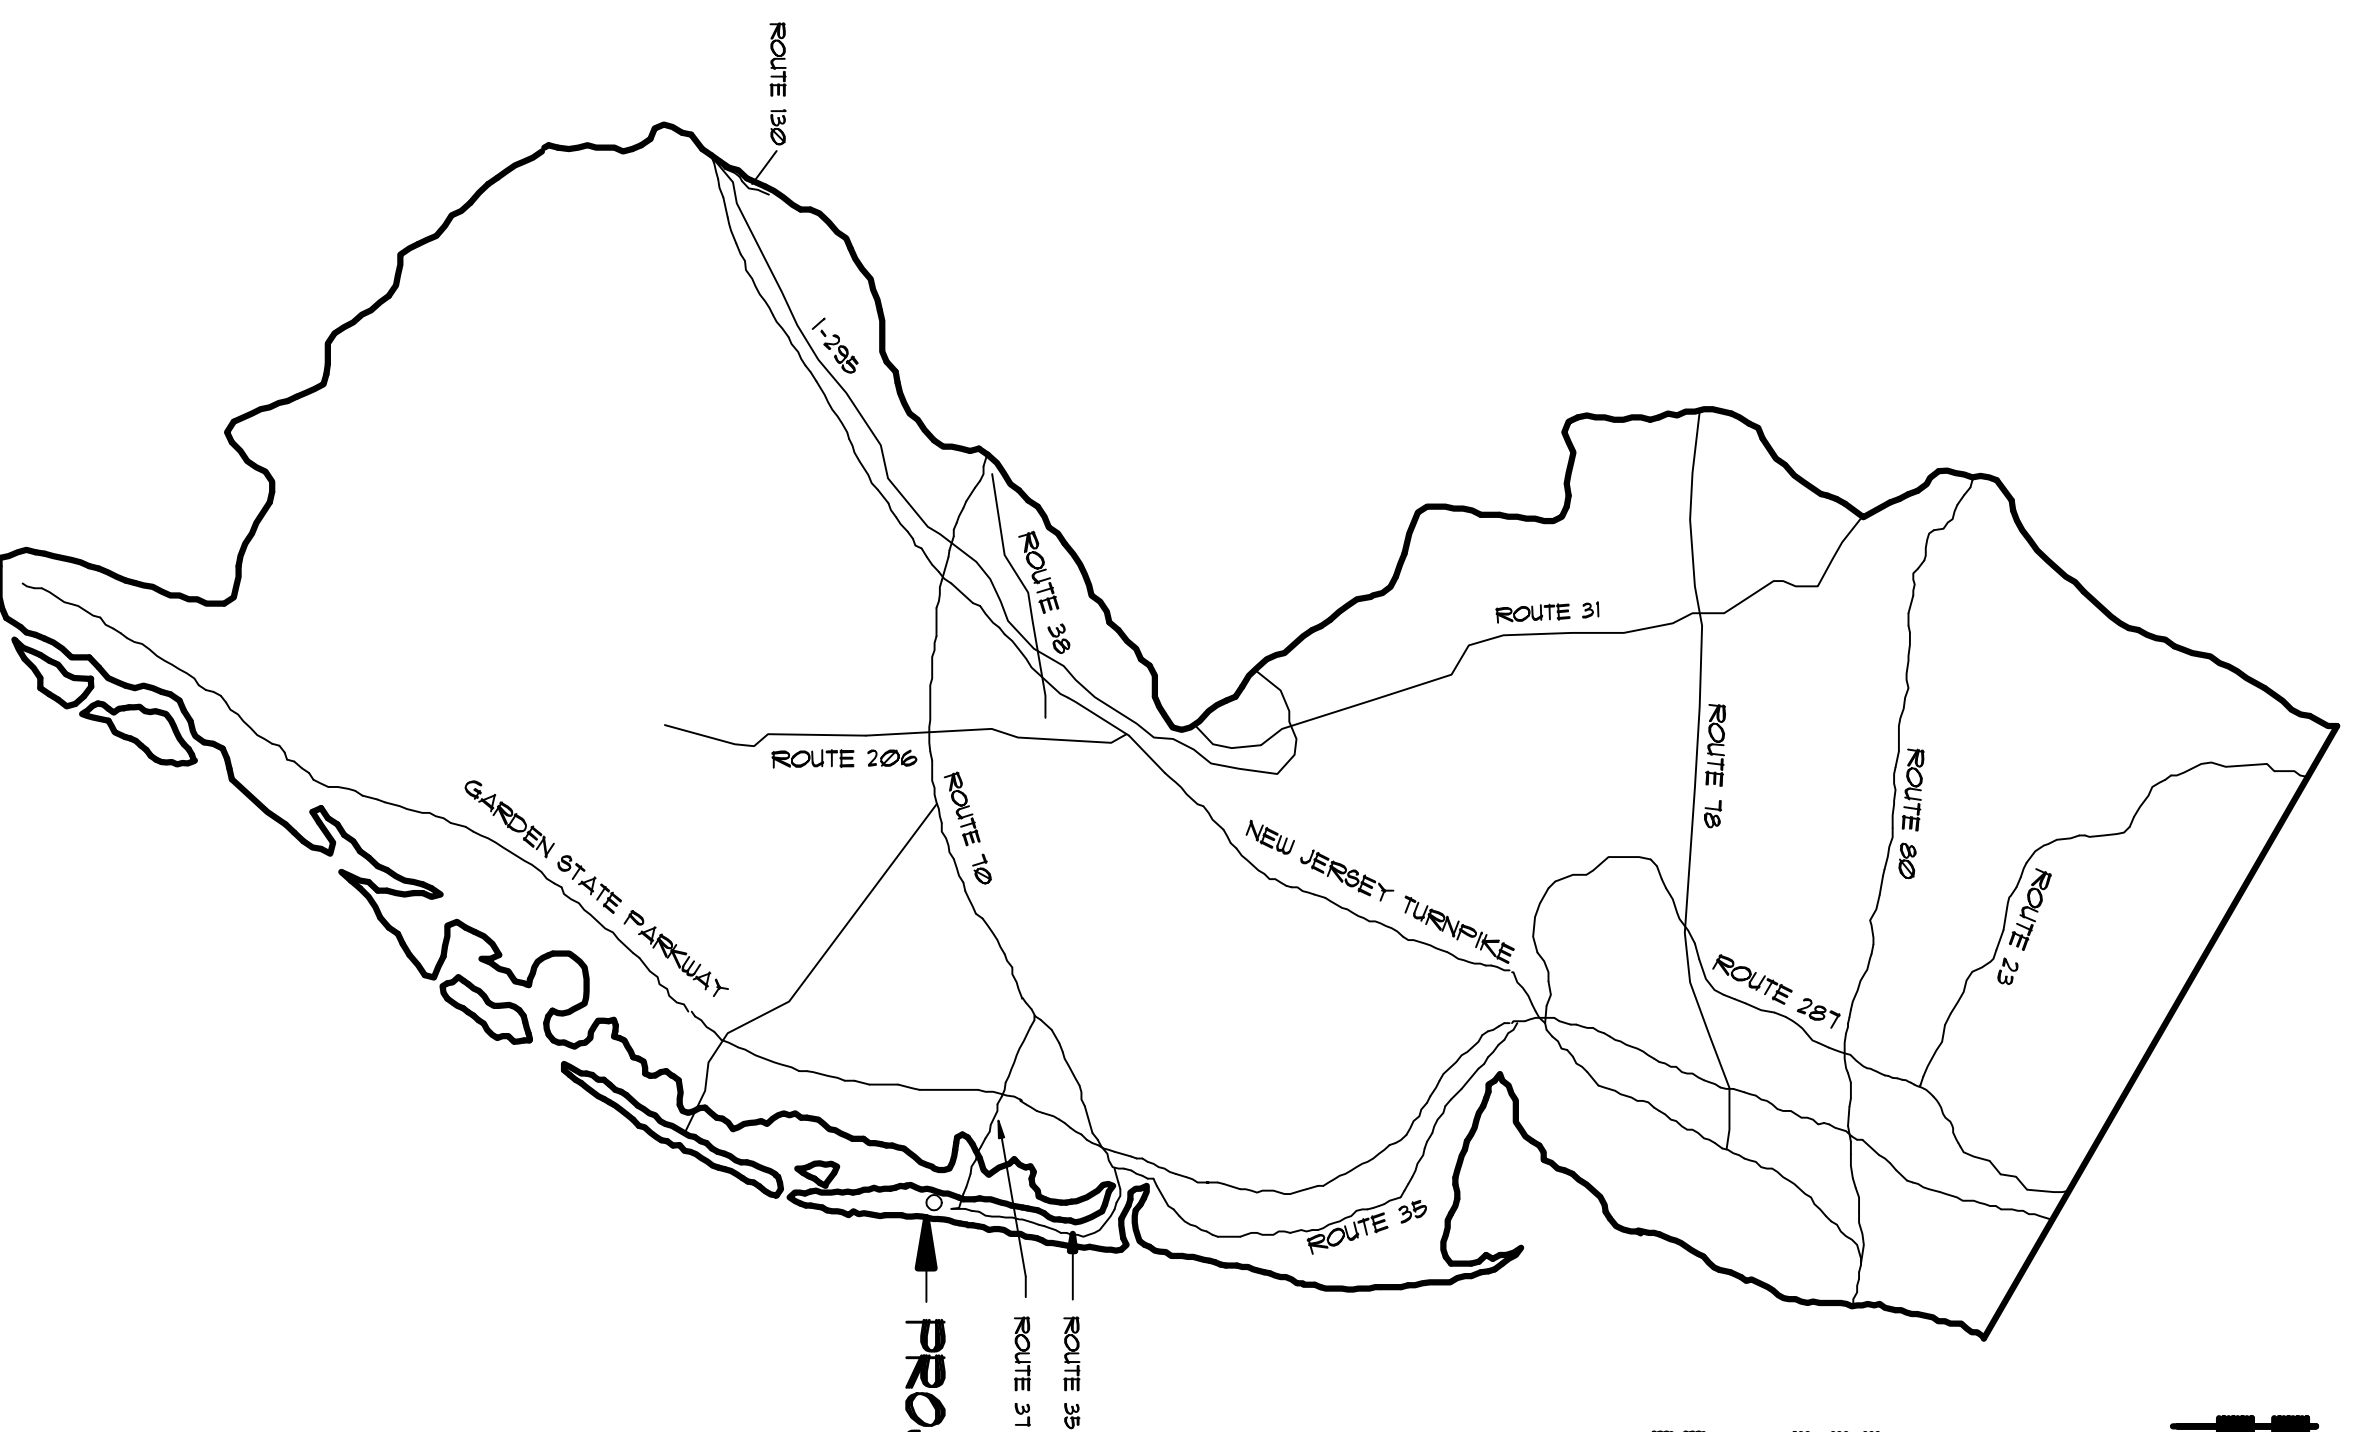 ROUTE 130
I-295
ROUTE 38
ROUTE 31
ROUTE 206
ROUTE 70
GARDEN STATE PARKWAY
NEW JERSEY TURNPIKE
ROUTE 78
ROUTE 80
ROUTE 23
ROUTE 287
ROUTE 35
ROUTE 37
ROUTE 35
PRO